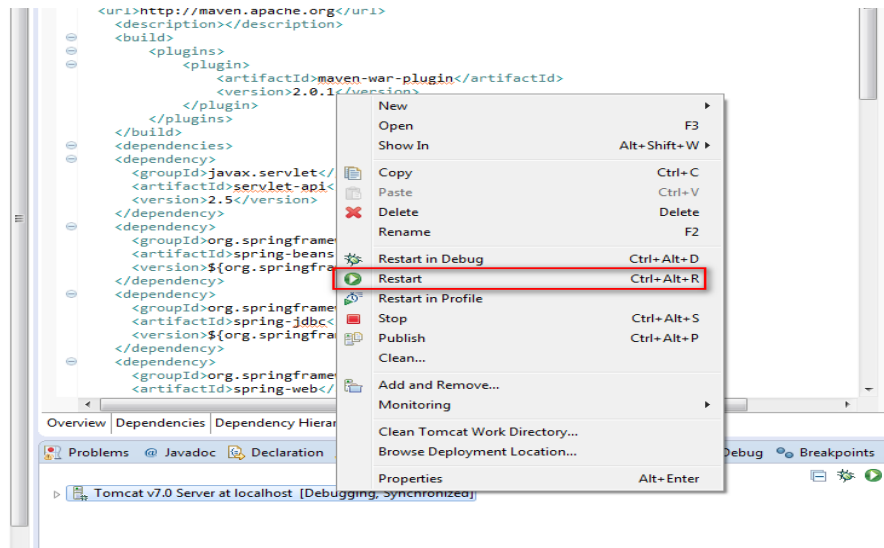 <url>http://maven.apache.org</url>
<description></description>
<build>
<plugins>
<plugin>
<artifactId>maven-war-plugin</artifactId>
<version>2.0.1</version>
</plugin>
</plugins>
</build>
<dependencies>
<dependency>
<groupId>javax.servlet</
<artifactId>servlet-api<
<version>2.5</version>
</dependency>
<dependency>
<groupId>org.springframe
<artifactId>spring-beans
<version>${org.springfra
</dependency>
<dependency>
<groupId>org.springframe
<artifactId>spring-jdbc<
<version>${org.springfra
</dependency>
<dependency>
<groupId>org.springframe
<artifactId>spring-web</
New
Open F3
Show In Alt+Shift+W
Copy Ctrl+C
Paste Ctrl+V
Delete Delete
Rename F2
Restart in Debug Ctrl+Alt+D
Restart Ctrl+Alt+R
Restart in Profile
Stop Ctrl+Alt+S
Publish Ctrl+Alt+P
Clean...
Add and Remove...
Monitoring
Clean Tomcat Work Directory...
Browse Deployment Location...
Properties Alt+Enter
Overview Dependencies Dependency Hierar
Problems @ Javadoc Declaration Debug Breakpoints
Tomcat v7.0 Server at localhost [Debugging, Synchronized]